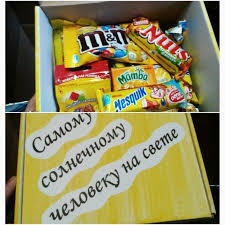 m&m's
Nuts
Mamba
Nesquik
Самому
солнечному
человеку на свете